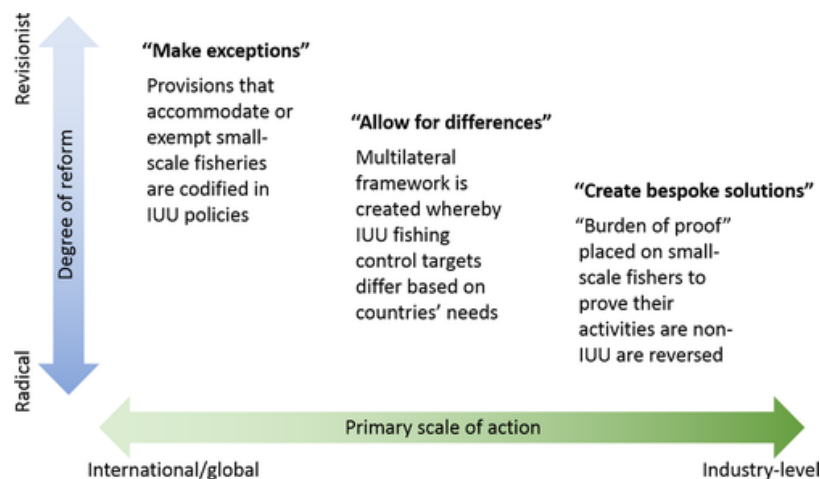 Revisionist
Degree of reform
Radical
“Make exceptions”
Provisions that
accommodate or
exempt small-
scale fisheries
are codified in
IUU policies
“Allow for differences”
Multilateral
framework is
created whereby
IUU fishing
control targets
differ based on
countries’ needs
“Create bespoke solutions”
“Burden of proof”
placed on small-
scale fishers to
prove their
activities are non-
IUU are reversed
Primary scale of action
International/global
Industry-level